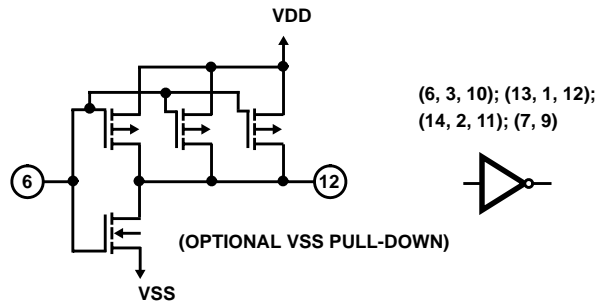 VDD
(6, 3, 10); (13, 1, 12);
(14, 2, 11); (7, 9)
6
12
(OPTIONAL VSS PULL-DOWN)
VSS